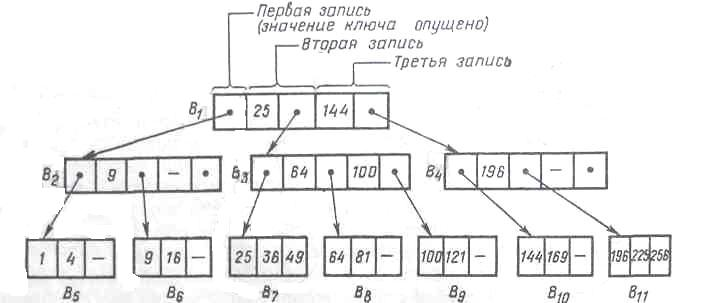 Первая запись
(значение ключа опущено)
Вторая запись
Третья запись
B1 25 144
B2 9 —
B3 64 100
B4 196 —
1 4 —
9 16 —
25 36 49
64 81 —
100 121 —
144 169 —
196 225 256
B5 B6 B7 B8 B9 B10 B11